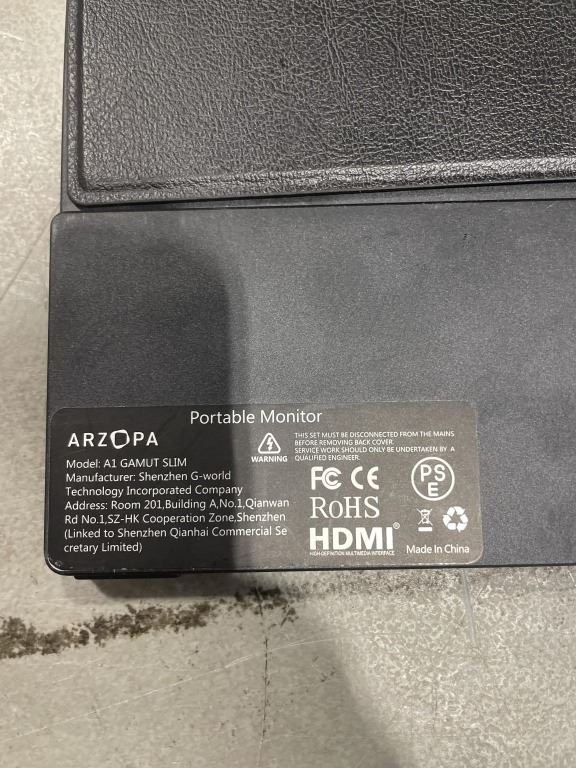 Portable Monitor
ARZOPA
Model: A1 GAMUT SLIM
Manufacturer: Shenzhen G-world
Technology Incorporated Company
Address: Room 201,Building A,No.1,Qianwan
Rd No.1,SZ-HK Cooperation Zone,Shenzhen
(Linked to Shenzhen Qianhai Commercial Se
cretary Limited)
WARNING
THIS SET MUST BE DISCONNECTED FROM THE MAINS
BEFORE REMOVING BACK COVER
SERVICE WORK SHOULD ONLY BE UNDERTAKEN BY A
QUALIFIED ENGINEER.
FC CE
PS
E
RoHS
HDMI®
HIGH-DEFINITION MULTIMEDIA INTERFACE
Made In China